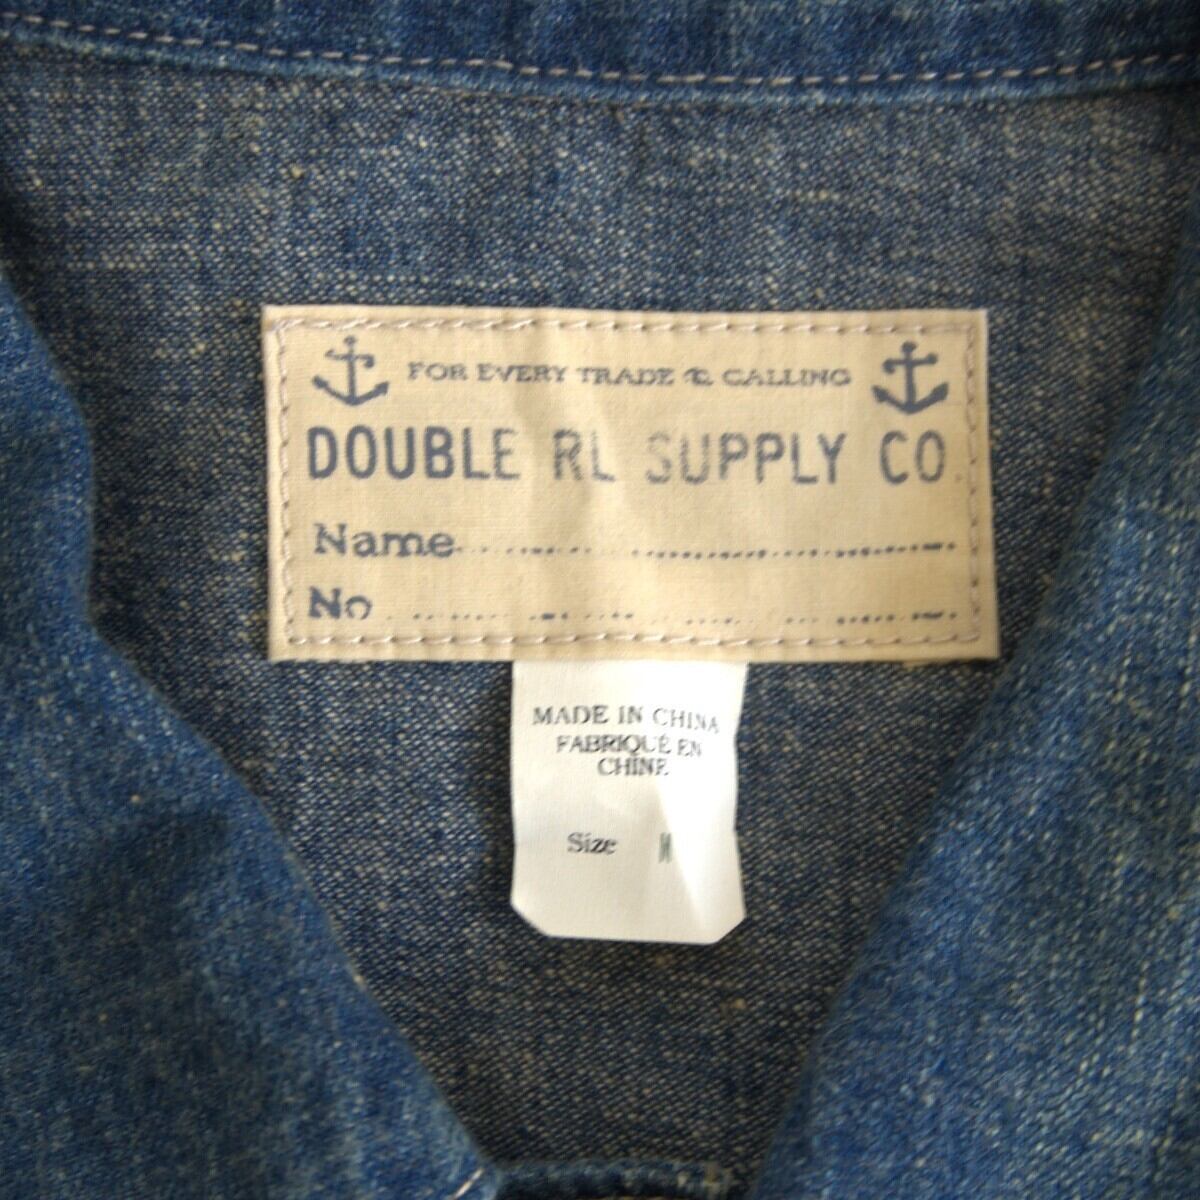 FOR EVERY TRADE & CALLING
DOUBLE RL SUPPLY CO.
Name
No
MADE IN CHINA
FABRIQUÉ EN
CHINE
Size M